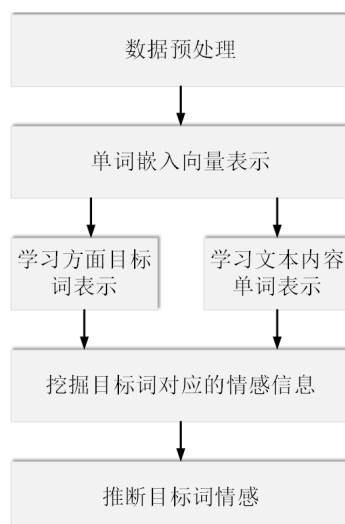 数据预处理
单词嵌入向量表示
学习方面目标
词表示
学习文本内容
单词表示
挖掘目标词对应的情感信息
推断目标词情感